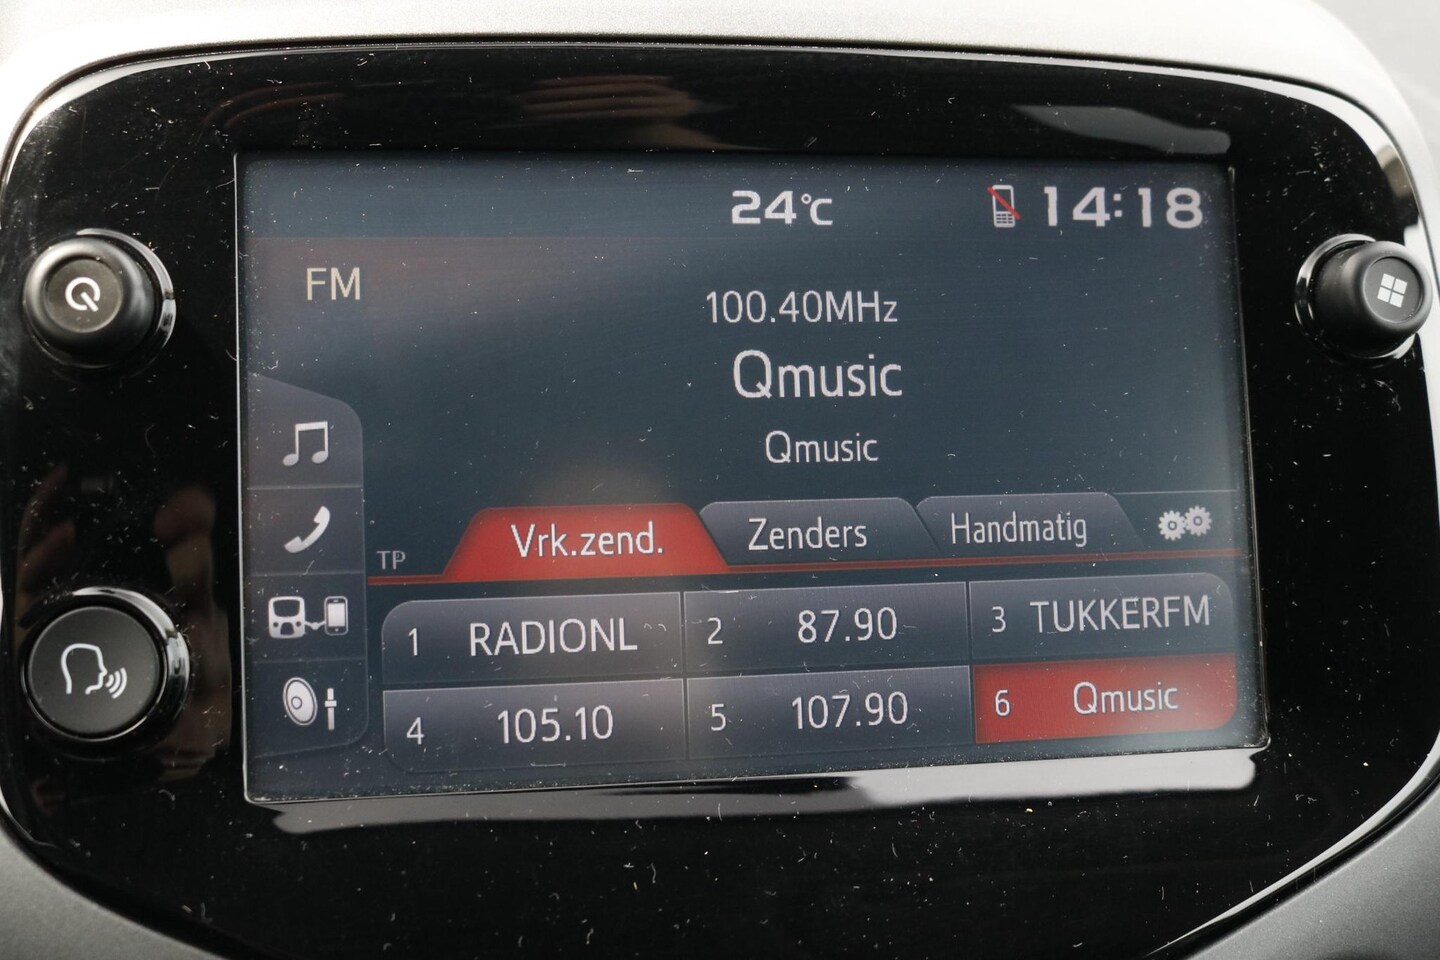 24°C 14:18
FM
100.40MHz
Qmusic
Qmusic
TP Vrk.zend. Zenders Handmatig
1 RADIONL 2 87.90 3 TUKKERFM
4 105.10 5 107.90 6 Qmusic